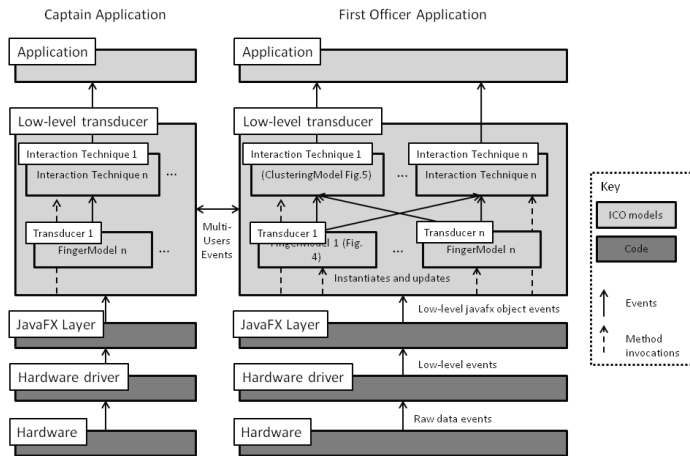 Captain Application
First Officer Application
Application
Application
Low-level transducer
Low-level transducer
Interaction Technique 1
Interaction Technique n
...
Interaction Technique 1
(ClusteringModel Fig.5)
...
Interaction Technique n
Interaction Technique n
Transducer 1
FingerModel n
...
Multi-
Users
Events
Transducer 1
FingerModel 1 (Fig.
4)
...
Transducer n
FingerModel n
Instantiates and updates
JavaFX Layer
Low-level javafx object events
JavaFX Layer
Hardware driver
Low-level events
Hardware driver
Hardware
Raw data events
Hardware
Key
ICO models
Code
Events
Method
invocations